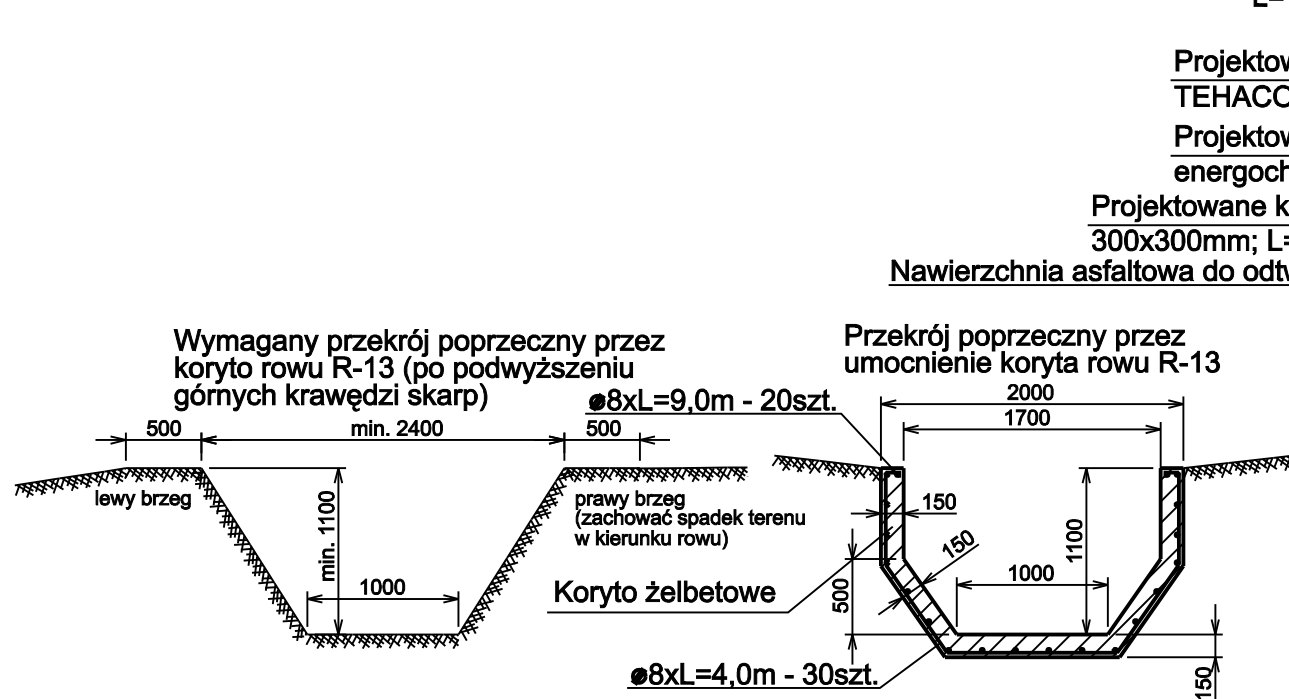 Projektow
TEHACO
Projektow
energoch
Projektowane k
300x300mm; L=
Nawierzchnia asfaltowa do odtw
Wymagany przekrój poprzeczny przez
koryto rowu R-13 (po podwyższeniu
górnych krawędzi skarp)
500
min. 2400
500
lewy brzeg
min. 1100
1000
prawy brzeg
(zachować spadek terenu
w kierunku rowu)
Przekrój poprzeczny przez
umocnienie koryta rowu R-13
ø8xL=9,0m - 20szt.
2000
1700
150
150
1100
1000
500
Koryto żelbetowe
ø8xL=4,0m - 30szt.
150